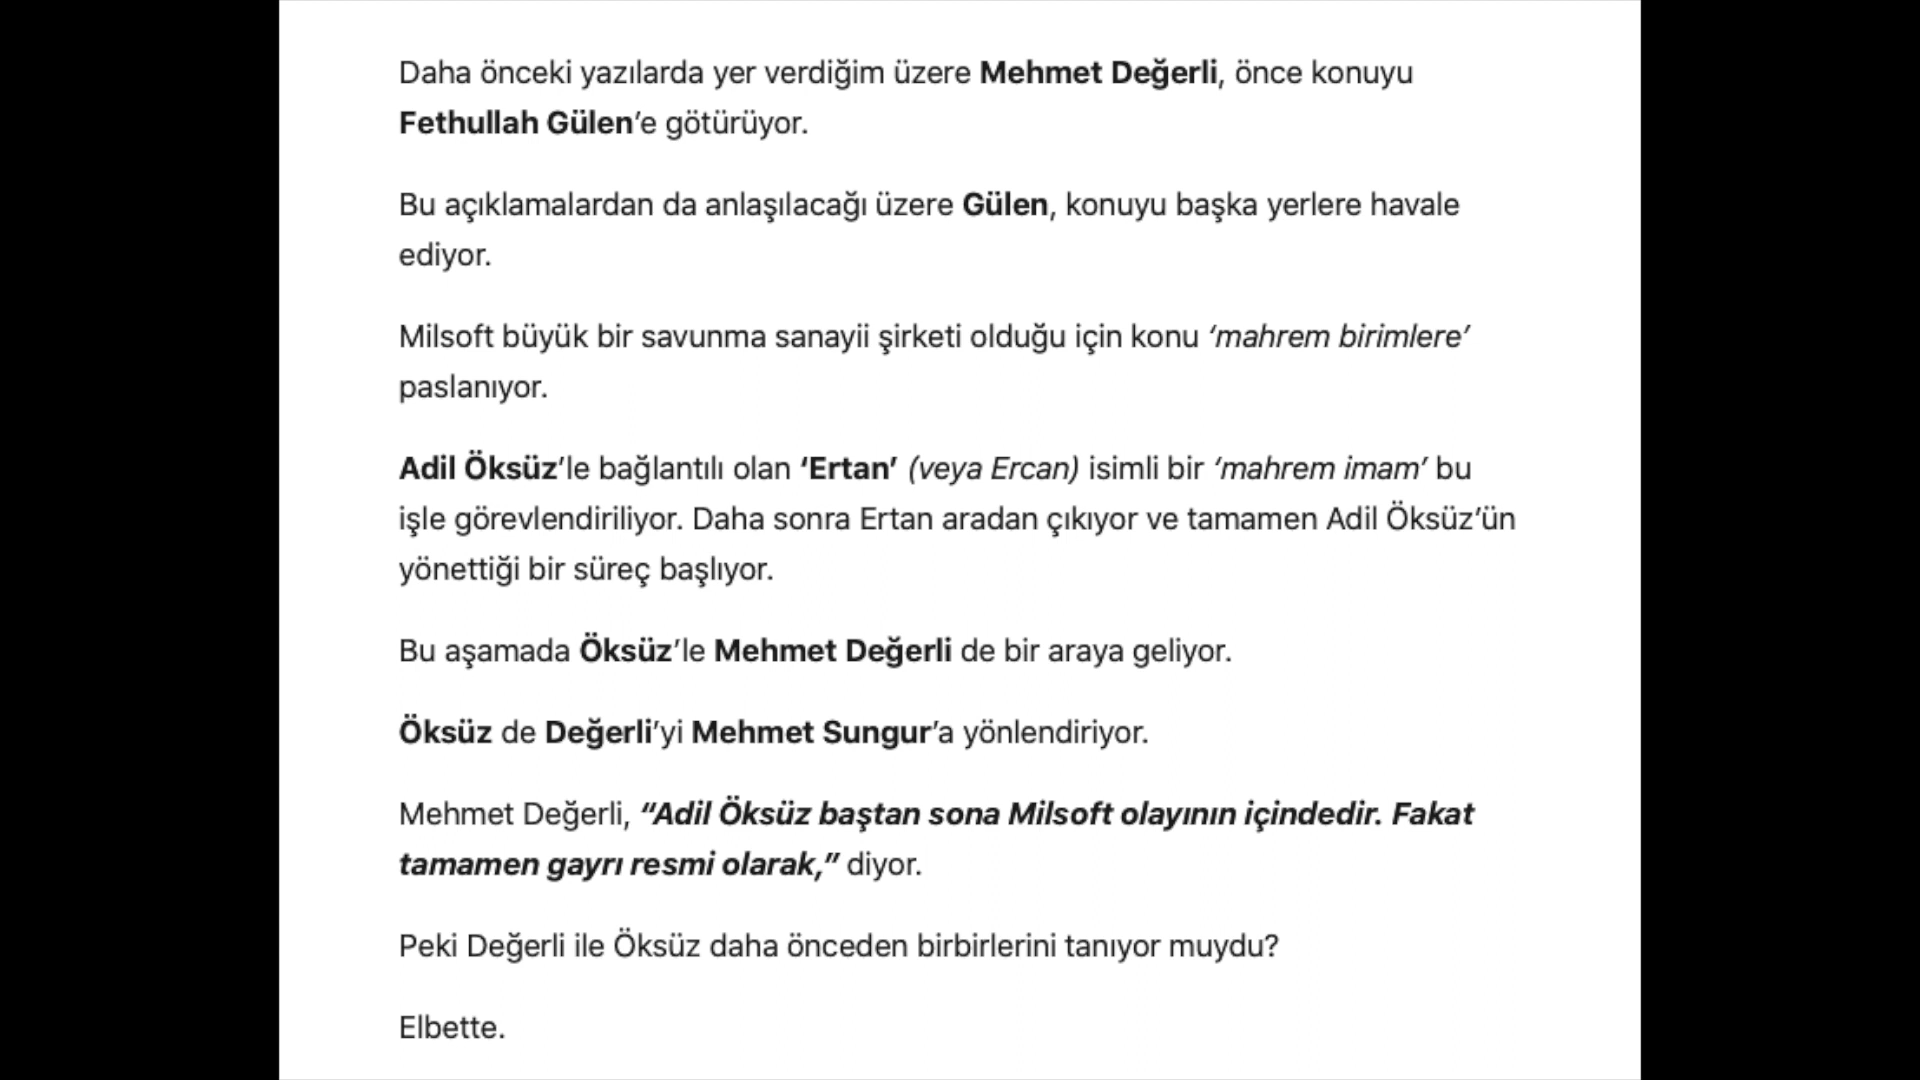 Daha önceki yazılarda yer verdiğim üzere Mehmet Değerli, önce konuyu
Fethullah Gülen’e götürüyor.
Bu açıklamalardan da anlaşılacağı üzere Gülen, konuyu başka yerlere havale
ediyor.
Milsoft büyük bir savunma sanayii şirketi olduğu için konu ‘mahrem birimlere’
paslanıyor.
Adil Öksüz’le bağlantılı olan ‘Ertan’ (veya Ercan) isimli bir ‘mahrem imam’ bu
işle görevlendiriliyor. Daha sonra Ertan aradan çıkıyor ve tamamen Adil Öksüz’ün
yönettiği bir süreç başlıyor.
Bu aşamada Öksüz’le Mehmet Değerli de bir araya geliyor.
Öksüz de Değerli’yi Mehmet Sungur’a yönlendiriyor.
Mehmet Değerli, “Adil Öksüz baştan sona Milsoft olayının içindedir. Fakat
tamamen gayrı resmi olarak,” diyor.
Peki Değerli ile Öksüz daha önceden birbirlerini tanıyor muydu?
Elbette.